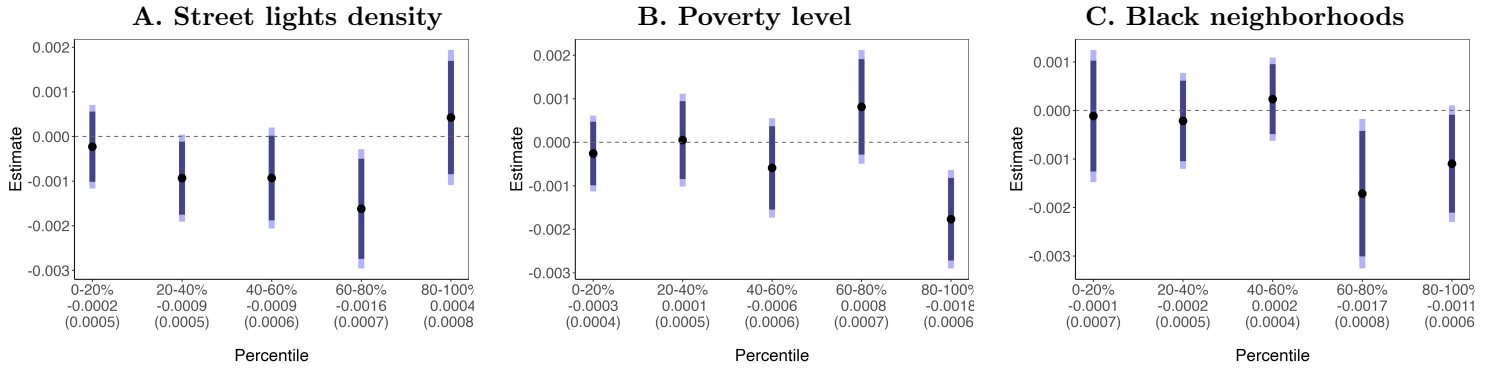 A. Street lights density
Estimate
0.002
0.001
0.000
-0.001
-0.002
-0.003
0-20% 20-40% 40-60% 60-80% 80-100%
-0.0002 -0.0009 -0.0009 -0.0016 0.0004
(0.0005) (0.0005) (0.0006) (0.0007) (0.0008
Percentile
B. Poverty level
Estimate
0.002
0.001
0.000
-0.001
-0.002
-0.003
0-20% 20-40% 40-60% 60-80% 80-100%
-0.0003 0.0001 -0.0006 0.0008 -0.0018
(0.0004) (0.0005) (0.0006) (0.0007) (0.0006
Percentile
C. Black neighborhoods
Estimate
0.001
0.000
-0.001
-0.002
-0.003
0-20% 20-40% 40-60% 60-80% 80-100%
-0.0001 -0.0002 0.0002 -0.0017 -0.0011
(0.0007) (0.0005) (0.0004) (0.0008) (0.0006
Percentile